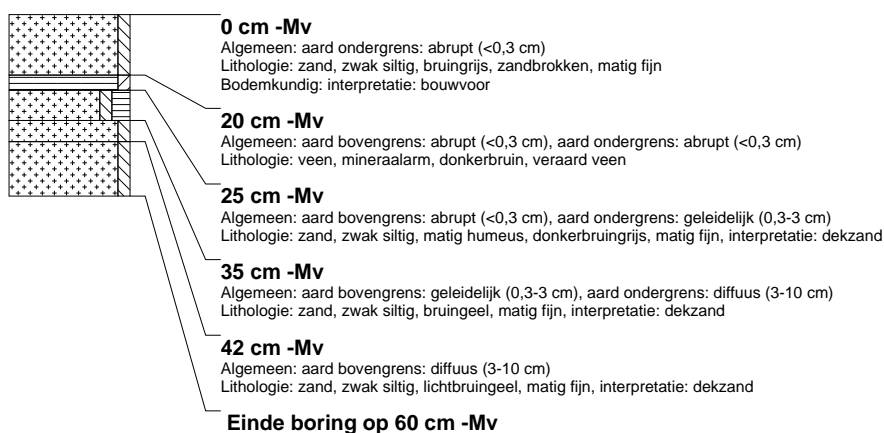 0 cm -Mv
Algemeen: aard ondergrens: abrupt (<0,3 cm)
Lithologie: zand, zwak siltig, bruingrijs, zandbrokken, matig fijn
Bodemkundig: interpretatie: bouwvoor
20 cm -Mv
Algemeen: aard bovengrens: abrupt (<0,3 cm), aard ondergrens: abrupt (<0,3 cm)
Lithologie: veen, mineraalarm, donkerbruin, veraard veen
25 cm -Mv
Algemeen: aard bovengrens: abrupt (<0,3 cm), aard ondergrens: geleidelijk (0,3-3 cm)
Lithologie: zand, zwak siltig, matig humeus, donkerbruingrijs, matig fijn, interpretatie: dekzand
35 cm -Mv
Algemeen: aard bovengrens: geleidelijk (0,3-3 cm), aard ondergrens: diffuus (3-10 cm)
Lithologie: zand, zwak siltig, bruingeel, matig fijn, interpretatie: dekzand
42 cm -Mv
Algemeen: aard bovengrens: diffuus (3-10 cm)
Lithologie: zand, zwak siltig, lichtbruingeel, matig fijn, interpretatie: dekzand
Einde boring op 60 cm -Mv